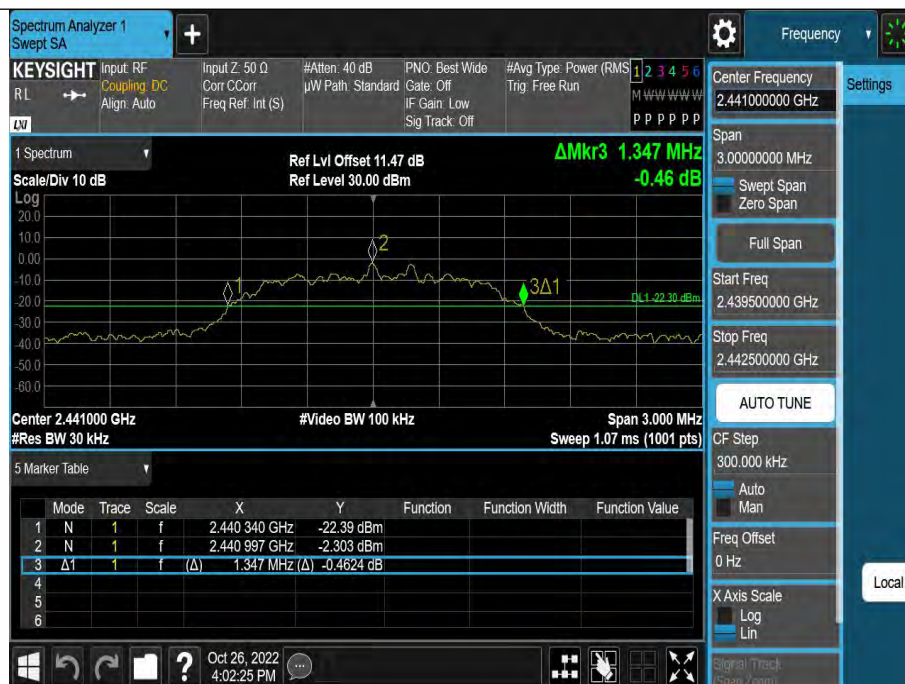 Spectrum Analyzer 1
Swept SA
+
Frequency
KEYSIGHT
RL
LXI
Input: RF
Coupling: DC
Align: Auto
Input Z: 50 Ω
Corr CCorr
Freq Ref: Int (S)
#Atten: 40 dB
µW Path: Standard
PNO: Best Wide
Gate: Off
IF Gain: Low
Sig Track: Off
#Avg Type: Power (RMS
Trig: Free Run
1 2 3 4 5 6
M W W W W W
P P P P P P
Center Frequency
2.441000000 GHz
Settings
Span
3.00000000 MHz
Swept Span
Zero Span
Full Span
Start Freq
2.439500000 GHz
Stop Freq
2.442500000 GHz
AUTO TUNE
CF Step
300.000 kHz
Auto
Man
Freq Offset
0 Hz
Local
X Axis Scale
Log
Lin
Signal Track
(Span Zoom)
1 Spectrum
Ref Lvl Offset 11.47 dB
ΔMkr3 1.347 MHz
Scale/Div 10 dB
Ref Level 30.00 dBm
-0.46 dB
Log
20.0
10.0
0.00
-10.0
-20.0
-30.0
-40.0
-50.0
-60.0
1
2
3Δ1
DL1 -22.30 dBm
Center 2.441000 GHz
#Video BW 100 kHz
Span 3.000 MHz
#Res BW 30 kHz
Sweep 1.07 ms (1001 pts)
5 Marker Table
Mode Trace Scale X Y Function Function Width Function Value
1 N 1 f 2.440 340 GHz -22.39 dBm
2 N 1 f 2.440 997 GHz -2.303 dBm
3 Δ1 1 f (Δ) 1.347 MHz (Δ) -0.4624 dB
4
5
6
?
Oct 26, 2022
4:02:25 PM